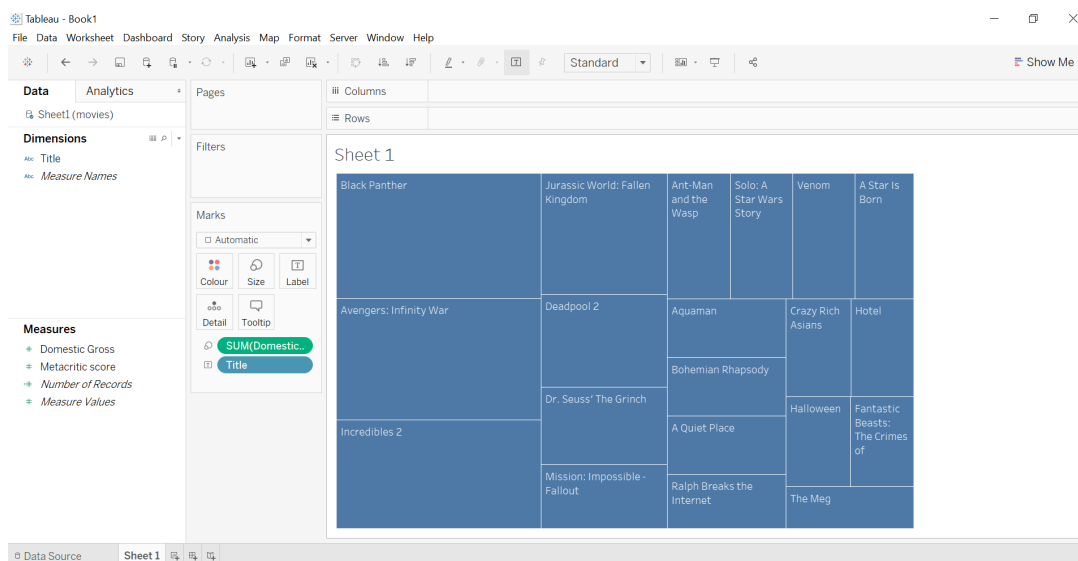 Tableau - Book1
File Data Worksheet Dashboard Story Analysis Map Format Server Window Help
Standard
Show Me
Data Analytics
Sheet1 (movies)
Dimensions
Abc Title
Abc Measure Names
Measures
Domestic Gross
Metacritic score
Number of Records
Measure Values
Pages
Filters
Marks
Automatic
Colour Size Label
Detail Tooltip
SUM(Domestic..
Title
Columns
Rows
Sheet 1
Black Panther
Avengers: Infinity War
Incredibles 2
Jurassic World: Fallen
Kingdom
Deadpool 2
Dr. Seuss' The Grinch
Mission: Impossible -
Fallout
Ant-Man
and the
Wasp
Solo: A
Star Wars
Story
Venom
A Star Is
Born
Aquaman
Bohemian Rhapsody
A Quiet Place
Ralph Breaks the
Internet
Crazy Rich
Asians
Hotel
Halloween
Fantastic
Beasts:
The Crimes
of
The Meg
Data Source
Sheet 1